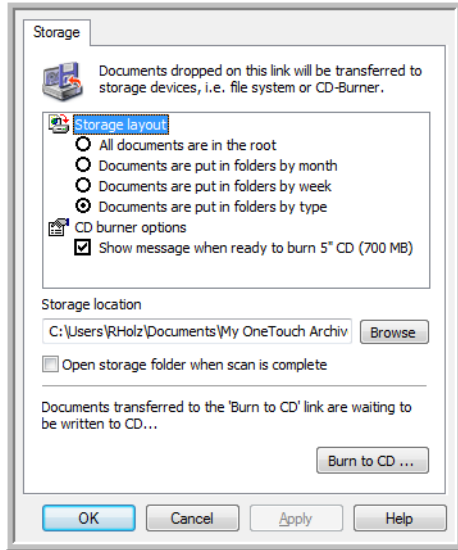 Storage
Documents dropped on this link will be transferred to
storage devices, i.e. file system or CD-Burner.
Storage layout
All documents are in the root
Documents are put in folders by month
Documents are put in folders by week
Documents are put in folders by type
CD burner options
Show message when ready to burn 5" CD (700 MB)
Storage location
C:\Users\RHolz\Documents\My OneTouch Archiv
Browse
Open storage folder when scan is complete
Documents transferred to the 'Burn to CD' link are waiting to
be written to CD...
Burn to CD ...
OK Cancel Apply Help